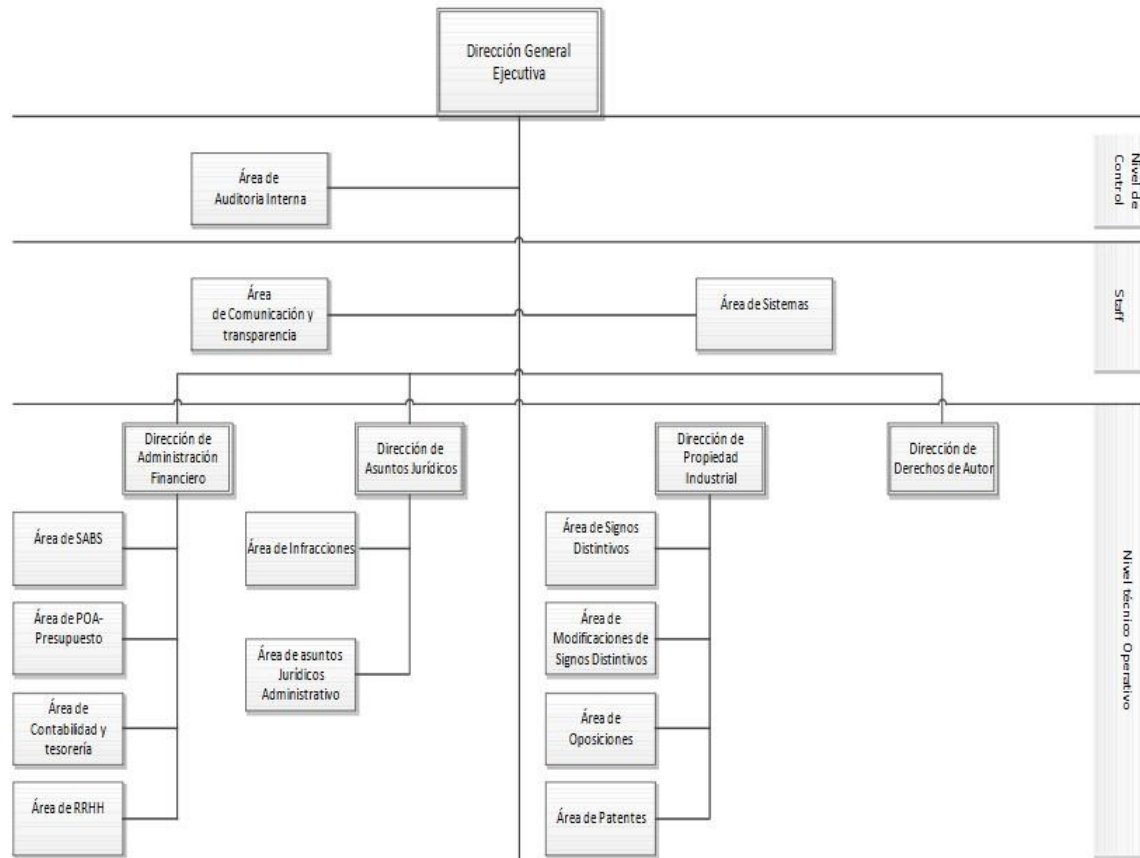 Dirección General
Ejecutiva
Área de
Auditoria Interna
Nivel de
Control
Área
de Comunicación y
transparencia
Área de Sistemas
Staff
Dirección de
Administración
Financiero
Dirección de
Asuntos Jurídicos
Dirección de
Propiedad
Industrial
Dirección de
Derechos de Autor
Área de SABS
Área de Infracciones
Área de Signos
Distintivos
Área de POA-
Presupuesto
Área de asuntos
Jurídicos
Administrativo
Área de
Modificaciones de
Signos Distintivos
Nivel técnico Operativo
Área de
Contabilidad y
tesorería
Área de
Oposiciones
Área de RRHH
Área de Patentes